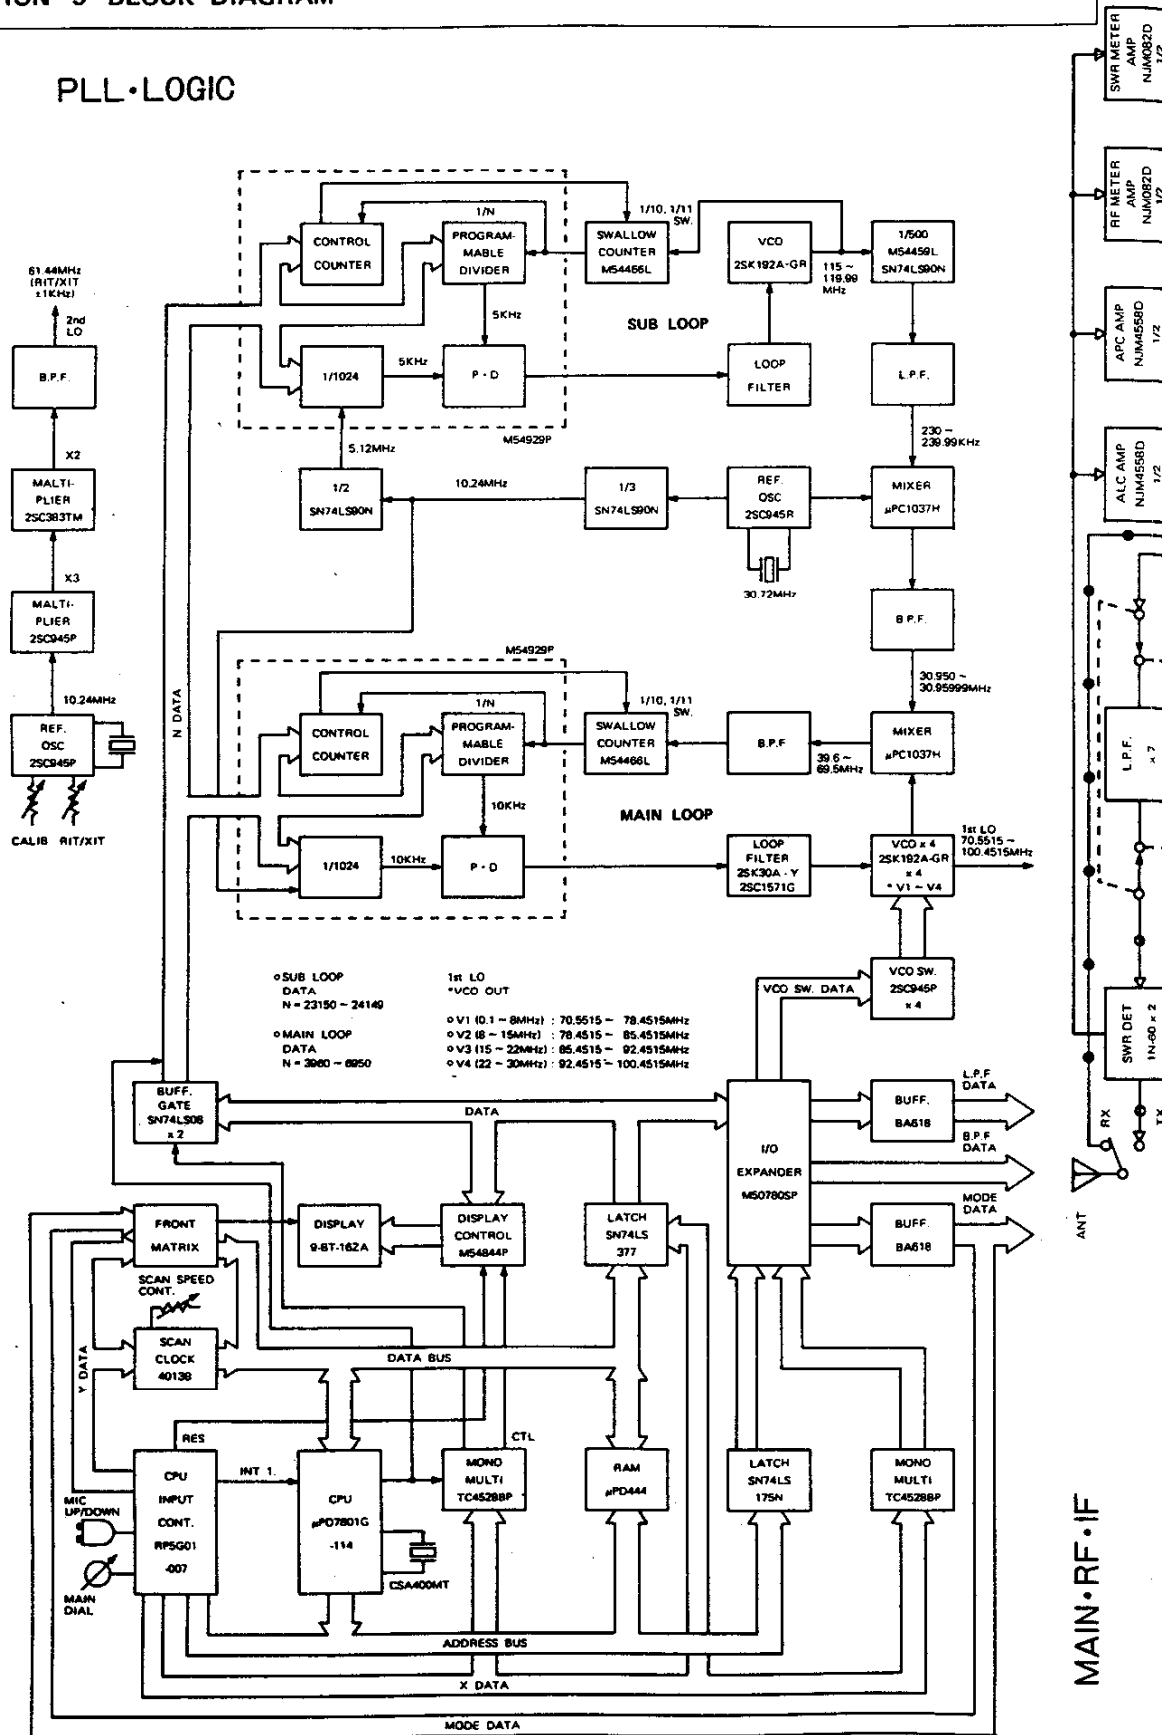 ION 9 BLOCK DIAGRAM
PLL·LOGIC
SWR METER
AMP
NJM082D
1/2
RF METER
AMP
NJM082D
1/2
APC AMP
NJM4558D
1/2
ALC AMP
NJM4558D
1/2
1/N
1/10, 1/11
SW.
CONTROL
COUNTER
PROGRAM-
MABLE
DIVIDER
SWALLOW
COUNTER
M54466L
VCO
2SK192A-GR
115 ~
119.99
MHz
1/500
M54459L
SN74LS90N
61.44MHz
(RIT/XIT
±1KHz)
2nd
LO
B.P.F.
5KHz
SUB LOOP
1/1024
5KHz
P·D
LOOP
FILTER
L.P.F.
M54929P
5.12MHz
230 ~
239.99KHz
X2
MALTI-
PLIER
2SC383TM
1/2
SN74LS90N
10.24MHz
1/3
SN74LS90N
REF.
OSC
2SC945R
MIXER
µPC1037H
30.72MHz
X3
MALTI-
PLIER
2SC945P
B.P.F.
M54929P
30.950 ~
30.95999MHz
10.24MHz
N DATA
REF.
OSC
2SC945P
CALIB RIT/XIT
1/N
1/10, 1/11
SW.
CONTROL
COUNTER
PROGRAM-
MABLE
DIVIDER
SWALLOW
COUNTER
M54466L
B.P.F
39.6 ~
69.5MHz
MIXER
µPC1037H
L.P.F.
x 7
10KHz
MAIN LOOP
1/1024
10KHz
P·D
LOOP
FILTER
2SK30A-Y
2SC1571G
VCO x 4
2SK192A-GR
x 4
* V1 ~ V4
1st LO
70.5515 ~
100.4515MHz
○ SUB LOOP
DATA
N = 23150 ~ 24149
○ MAIN LOOP
DATA
N = 3960 ~ 6950
1st LO
*VCO OUT
○ V1 (0.1 ~ 8MHz) : 70.5515 ~ 78.4515MHz
○ V2 (8 ~ 15MHz) : 78.4515 ~ 85.4515MHz
○ V3 (15 ~ 22MHz) : 85.4515 ~ 92.4515MHz
○ V4 (22 ~ 30MHz) : 92.4515 ~ 100.4515MHz
VCO SW. DATA
VCO SW.
2SC945P
x 4
SWR DET
1N-60 x 2
BUFF.
GATE
SN74LS08
x 2
DATA
I/O
EXPANDER
M50780SP
BUFF.
BA618
L.P.F
DATA
B.P.F
DATA
MODE
DATA
BUFF.
BA618
RX
TX
ANT
FRONT
MATRIX
DISPLAY
9-BT-162A
DISPLAY
CONTROL
M54844P
LATCH
SN74LS
377
SCAN SPEED
CONT.
SCAN
CLOCK
4013B
DATA BUS
Y DATA
RES
CTL
CPU
INPUT
CONT.
RP5G01
-007
INT 1.
CPU
µPD7801G
-114
MONO
MULTI
TC4528BP
RAM
µPD444
LATCH
SN74LS
175N
MONO
MULTI
TC4528BP
MIC
UP/DOWN
MAIN
DIAL
CSA400MT
ADDRESS BUS
X DATA
MODE DATA
MAIN·RF·IF